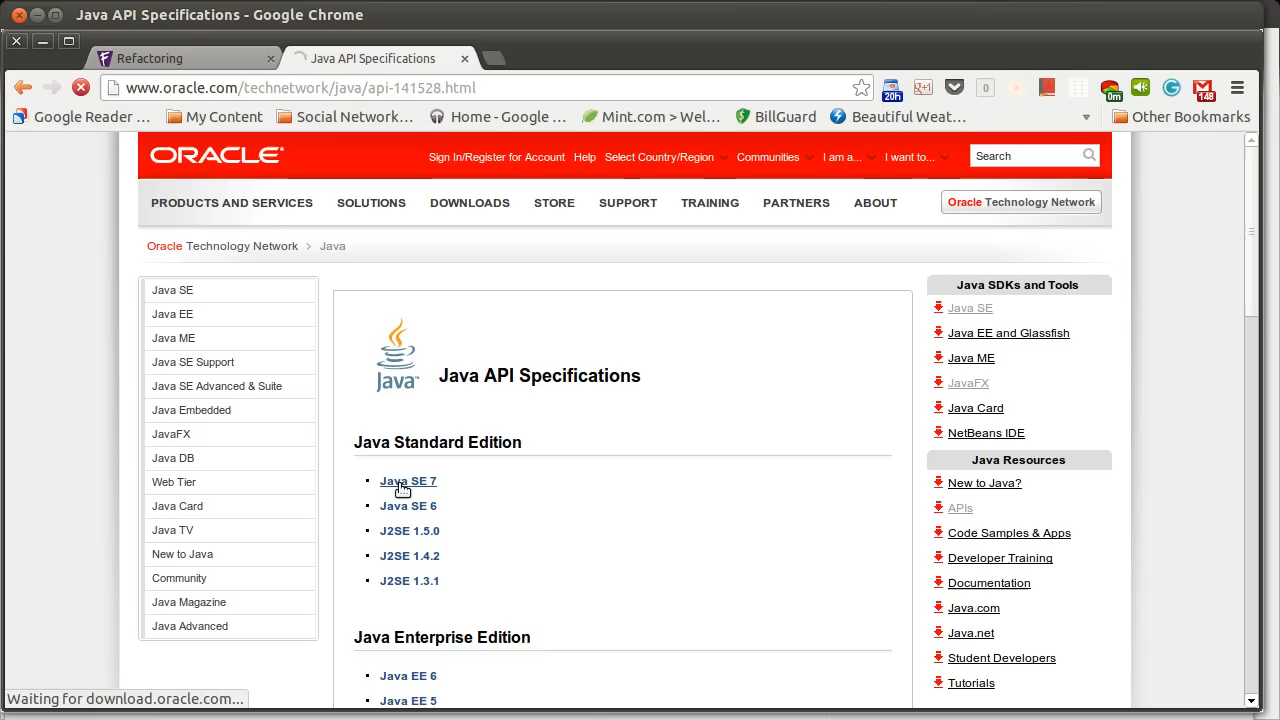 Java API Specifications - Google Chrome
Refactoring
Java API Specifications
www.oracle.com/technetwork/java/api-141528.html
20h
0
0m
148
Google Reader ...
My Content
Social Network...
Home - Google ...
Mint.com > Wel...
BillGuard
Beautiful Weat...
Other Bookmarks
ORACLE
Sign In/Register for Account
Help
Select Country/Region
Communities
I am a...
I want to...
Search
PRODUCTS AND SERVICES
SOLUTIONS
DOWNLOADS
STORE
SUPPORT
TRAINING
PARTNERS
ABOUT
Oracle Technology Network
Oracle Technology Network > Java
Java SE
Java EE
Java ME
Java SE Support
Java SE Advanced & Suite
Java Embedded
JavaFX
Java DB
Web Tier
Java Card
Java TV
New to Java
Community
Java Magazine
Java Advanced
Java
Java API Specifications
Java Standard Edition
Java SE 7
Java SE 6
J2SE 1.5.0
J2SE 1.4.2
J2SE 1.3.1
Java Enterprise Edition
Java EE 6
Java EE 5
Java SDKs and Tools
Java SE
Java EE and Glassfish
Java ME
JavaFX
Java Card
NetBeans IDE
Java Resources
New to Java?
APIs
Code Samples & Apps
Developer Training
Documentation
Java.com
Java.net
Student Developers
Tutorials
Waiting for download.oracle.com...